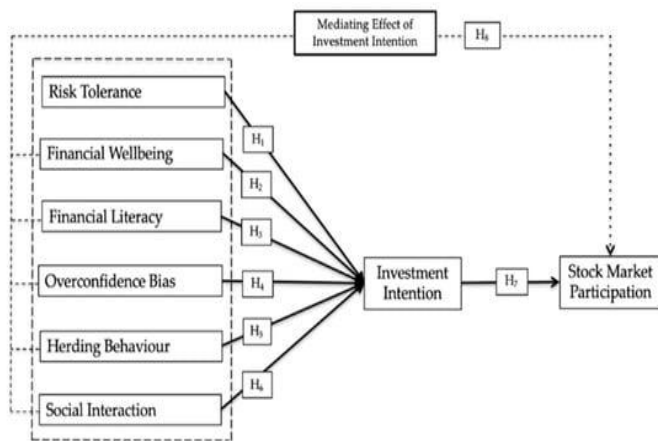 Mediating Effect of
Investment Intention
H₈
Risk Tolerance
H₁
Financial Wellbeing
H₂
Financial Literacy
H₃
Overconfidence Bias
H₄
Investment
Intention
H₇
Stock Market
Participation
Herding Behaviour
H₅
Social Interaction
H₆